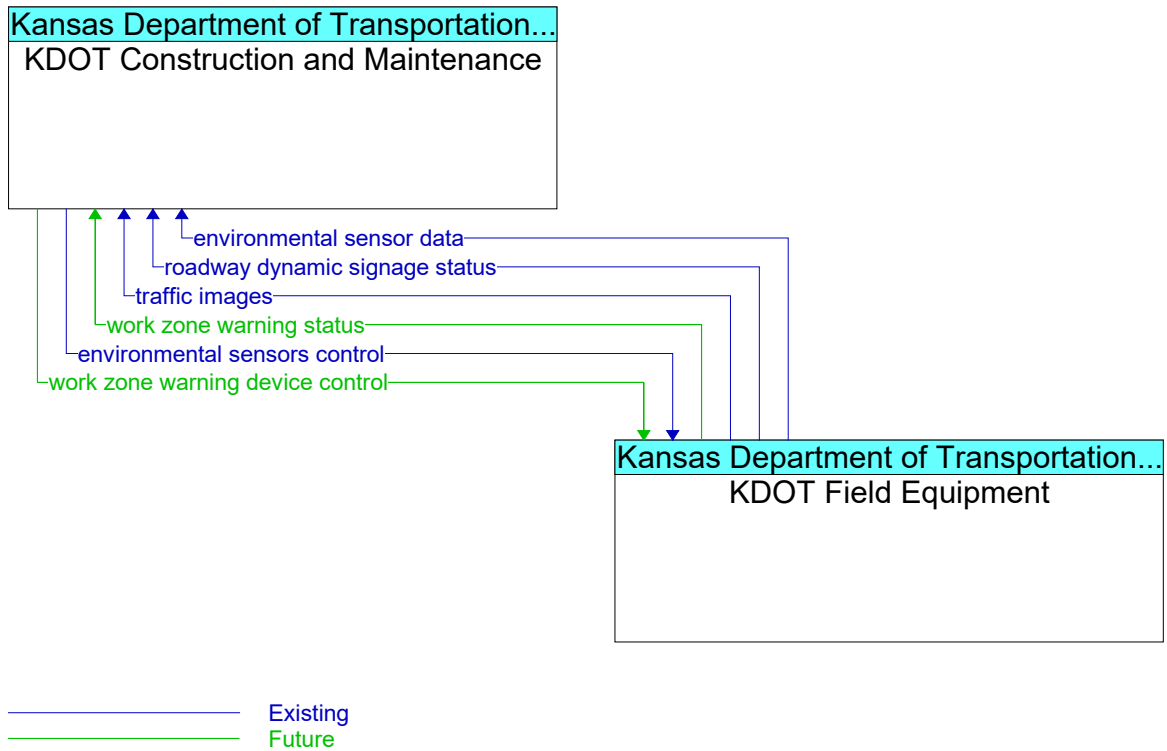 Kansas Department of Transportation...
KDOT Construction and Maintenance
environmental sensor data
roadway dynamic signage status
traffic images
work zone warning status
environmental sensors control
work zone warning device control
Kansas Department of Transportation...
KDOT Field Equipment
Existing
Future